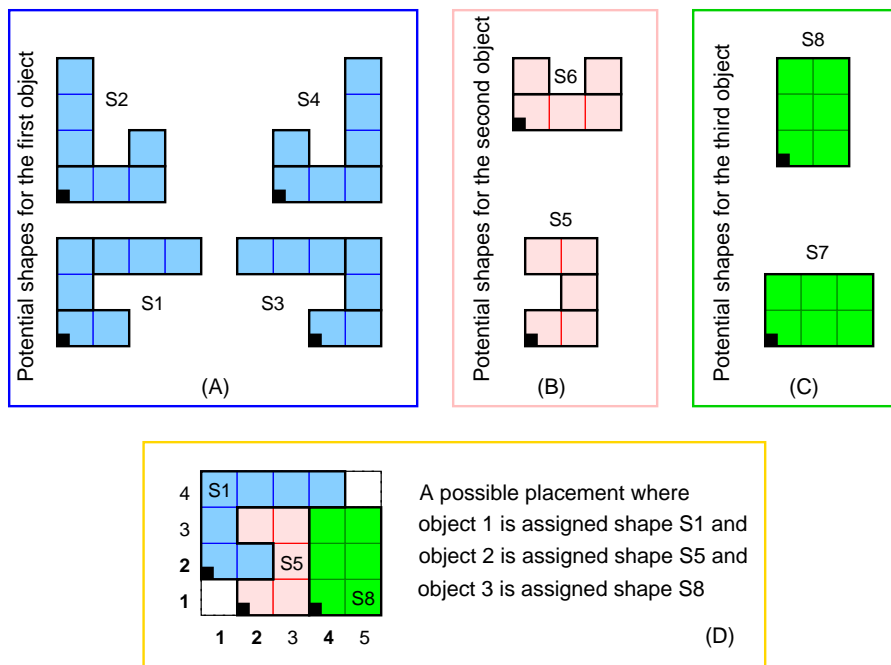 Potential shapes for the first object
S2
S4
S1
S3
(A)
Potential shapes for the second object
S6
S5
(B)
Potential shapes for the third object
S8
S7
(C)
4
3
2
1
1 2 3 4 5
S1
S5
S8
A possible placement where
object 1 is assigned shape S1 and
object 2 is assigned shape S5 and
object 3 is assigned shape S8
(D)